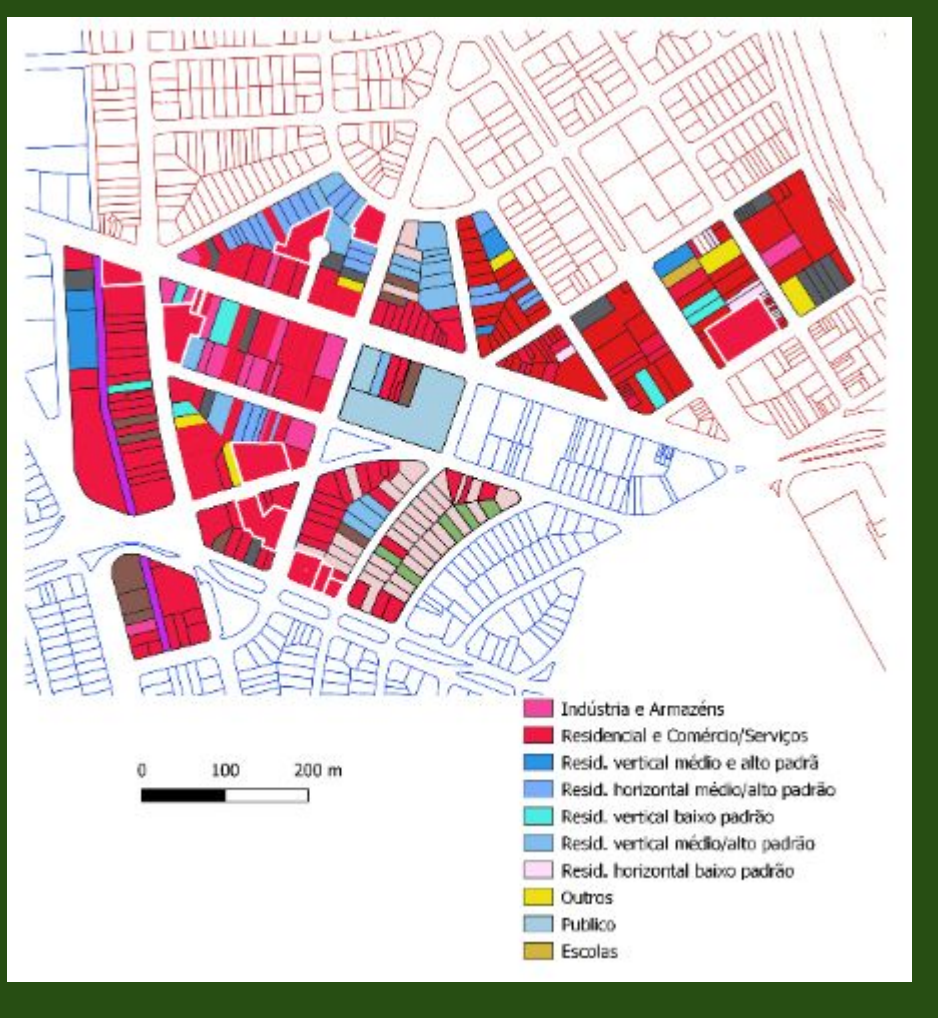 Indústria e Armazéns
Residencial e Comércio/Serviços
Resid. vertical médio e alto padrã
Resid. horizontal médio/alto padrão
Resid. vertical baixo padrão
Resid. vertical médio/alto padrão
Resid. horizontal baixo padrão
Outros
Publico
Escolas
0 100 200 m